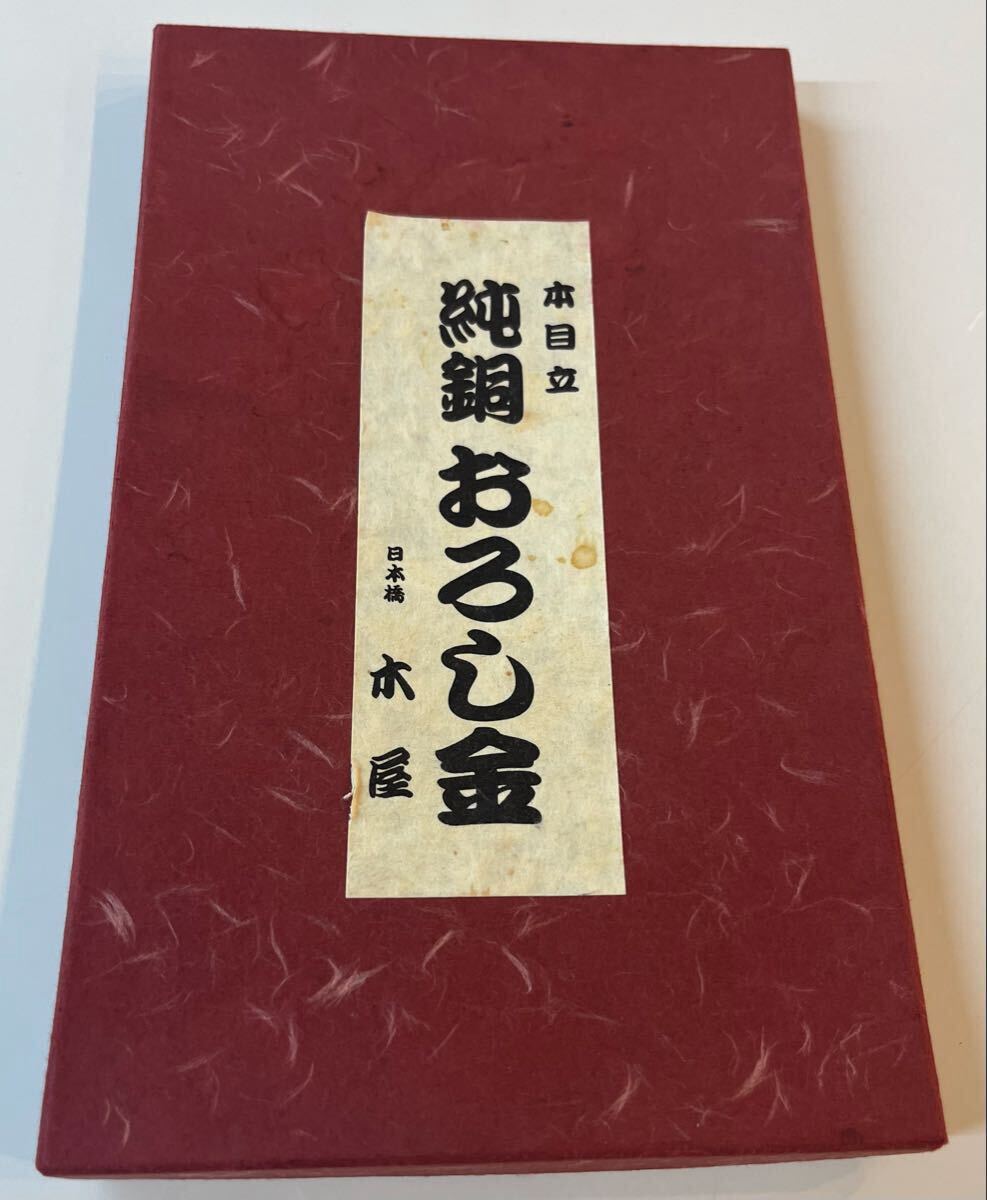 本目立
純銅おろし金
日本橋 木屋